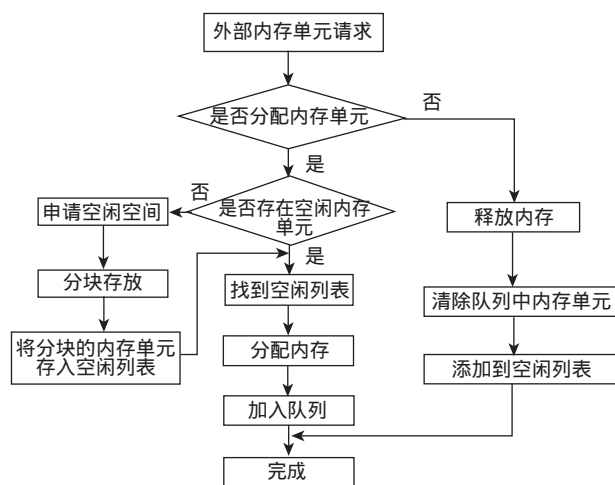 外部内存单元请求
否
是否分配内存单元
是
否
申请空闲空间
是否存在空闲内存
单元
释放内存
是
分块存放
找到空闲列表
清除队列中内存单元
将分块的内存单元
存入空闲列表
分配内存
添加到空闲列表
加入队列
完成